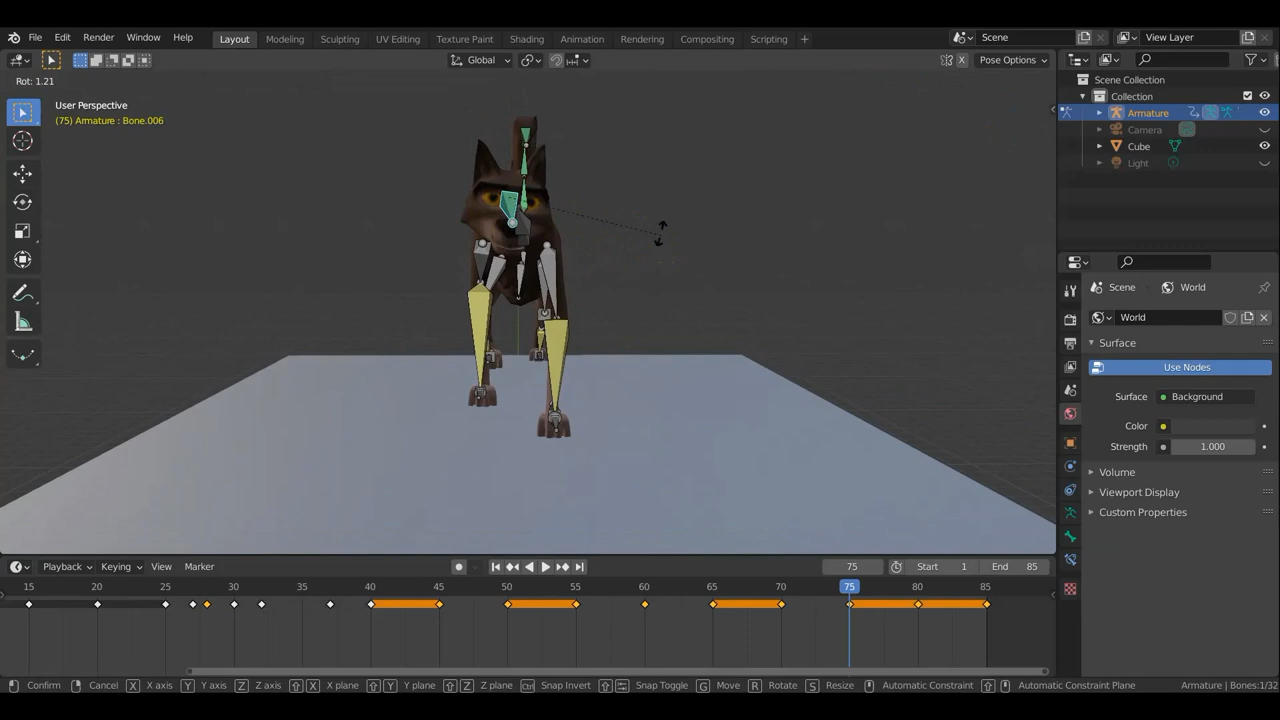 File Edit Render Window Help Layout Modeling Sculpting UV Editing Texture Paint Shading Animation Rendering Compositing Scripting + Scene View Layer
Global X Pose Options
Rot: 1.21
User Perspective
(75) Armature : Bone.006
Scene Collection
Collection
Armature
Camera
Cube
Light
Scene World
World
Surface
Use Nodes
Surface Background
Color
Strength 1.000
Volume
Viewport Display
Custom Properties
Playback Keying View Marker 75 Start 1 End 85
15 20 25 30 35 40 45 50 55 60 65 70 75 80 85
Confirm Cancel X X axis Y Y axis Z Z axis X X plane Y Y plane Z Z plane Ctrl Snap Invert Snap Toggle G Move R Rotate S Resize Automatic Constraint Automatic Constraint Plane Armature | Bones:1/32